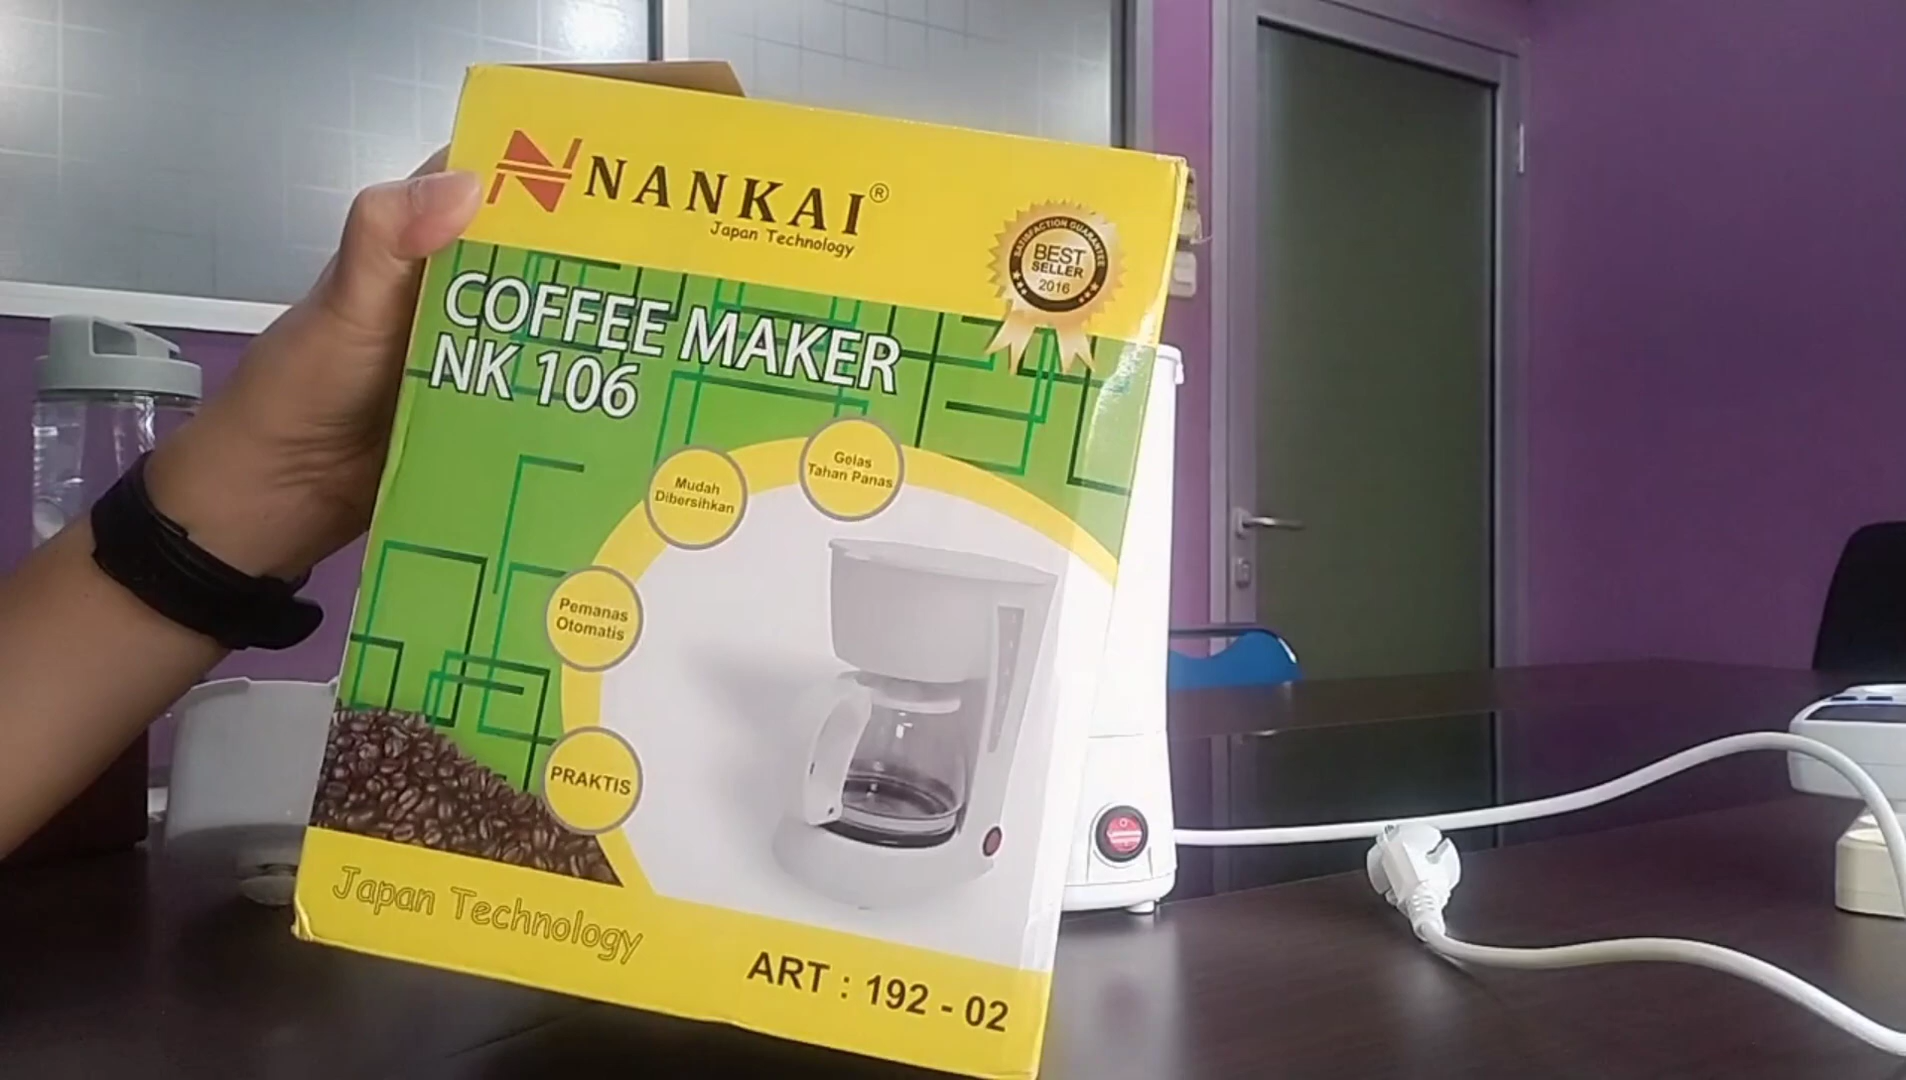 NANKAI®
Japan Technology
SATISFACTION GUARANTEE
BEST
SELLER
2016
COFFEE MAKER
NK 106
Gelas
Tahan Panas
Mudah
Dibersihkan
Pemanas
Otomatis
PRAKTIS
Japan Technology
ART : 192 - 02